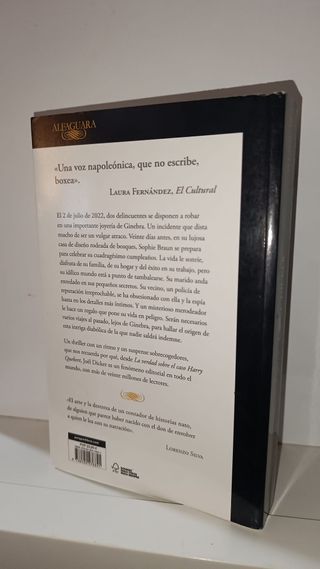 ALFAGUARA
«Una voz napoleónica, que no escribe,
boxea».
LAURA FERNÁNDEZ, El Cultural
El 2 de julio de 2022, dos delincuentes se disponen a robar
en una importante joyería de Ginebra. Un incidente que dista
mucho de ser un vulgar atraco. Veinte días antes, en su lujosa
casa de diseño rodeada de bosques, Sophie Braun se prepara
para celebrar su cuadragésimo cumpleaños. La vida le sonríe,
disfruta de su familia, de su hogar y del éxito en su trabajo, pero
su idílico mundo está a punto de tambalearse. Su marido anda
enredado en sus pequeños secretos. Su vecino, un policía de
reputación irreprochable, se ha obsesionado con ella y la espía
hasta en los detalles más íntimos. Y un misterioso merodeador
le hace un regalo que pone su vida en peligro. Serán necesarios
varios viajes al pasado, lejos de Ginebra, para hallar el origen de
esta intriga diabólica de la que nadie saldrá indemne.
Un thriller con un ritmo y un suspense sobrecogedores,
que nos recuerda por qué, desde La verdad sobre el caso Harry
Quebert, Joël Dicker es un fenómeno editorial en todo el
mundo, con más de veinte millones de lectores.
«El arte y la destreza de un contador de historias nato,
de alguien que parece haber nacido con el don de envolver
a quien le lea con su narración».
LORENZO SILVA
FSC